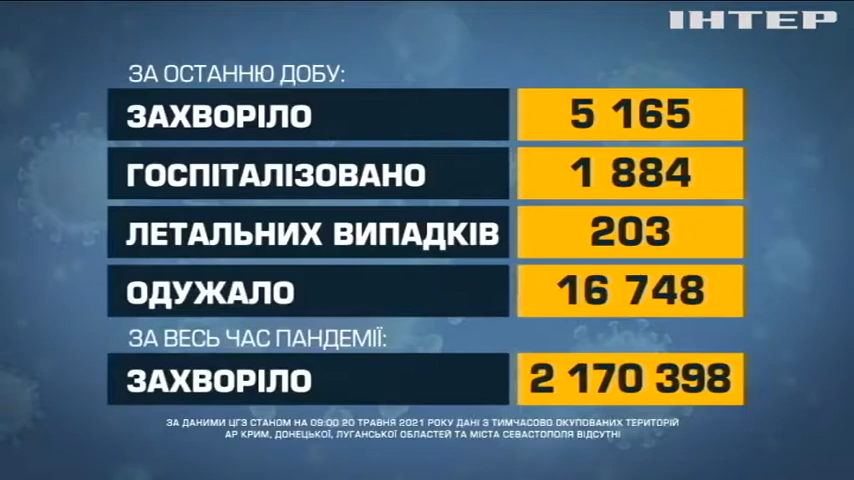 ІНТЕР
ЗА ОСТАННЮ ДОБУ:
ЗАХВОРІЛО 5 165
ГОСПІТАЛІЗОВАНО 1 884
ЛЕТАЛЬНИХ ВИПАДКІВ 203
ОДУЖАЛО 16 748
ЗА ВЕСЬ ЧАС ПАНДЕМІЇ:
ЗАХВОРІЛО 2 170 398
ЗА ДАНИМИ ЦГЗ СТАНОМ НА 09:00 20 ТРАВНЯ 2021 РОКУ ДАНІ З ТИМЧАСОВО ОКУПОВАНИХ ТЕРИТОРІЙ
АР КРИМ, ДОНЕЦЬКОЇ, ЛУГАНСЬКОЇ ОБЛАСТЕЙ ТА МІСТА СЕВАСТОПОЛЯ ВІДСУТНІ